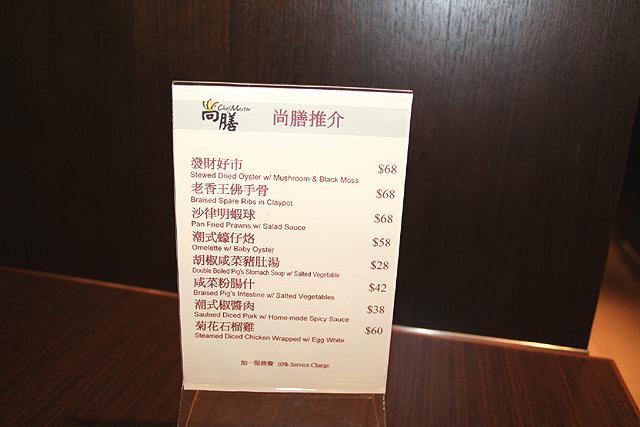 尚膳 Chef Master
尚膳推介
發財好市 $68
Stewed Dried Oyster w/ Mushroom & Black Moss
老香王佛手骨 $68
Braised Spare Ribs in Claypot
沙律明蝦球 $68
Pan Fried Prawns w/ Salad Sauce
潮式蠔仔烙 $58
Omelette w/ Baby Oyster
胡椒咸菜豬肚湯 $28
Double Boiled Pig's Stomach Soup w/ Salted Vegetable
咸菜粉腸什 $42
Braised Pig's Intestine w/ Salted Vegetables
潮式椒醬肉 $38
Sauteed Diced Pork w/ Home-made Spicy Sauce
菊花石榴雞 $60
Steamed Diced Chicken Wrapped w/ Egg White
加一服務費 10% Service Charge